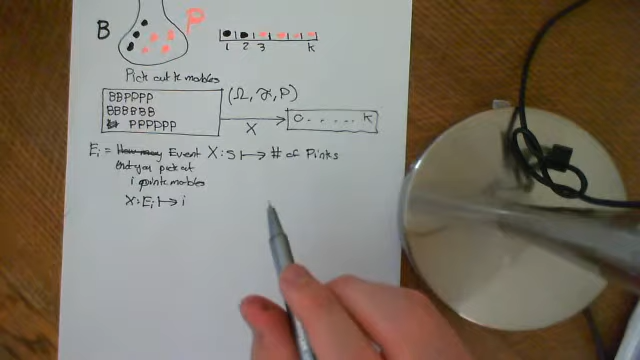 B P
1 2 3 k
Pick out k marbles
BBPPPP
BBBBBB
PPPDPP
(Ω, F, P)
X
0 . . . . . k
Ei = How many Event X: s ↦ # of Pinks
that you pick out
i pink marbles
X: Ei ↦ i